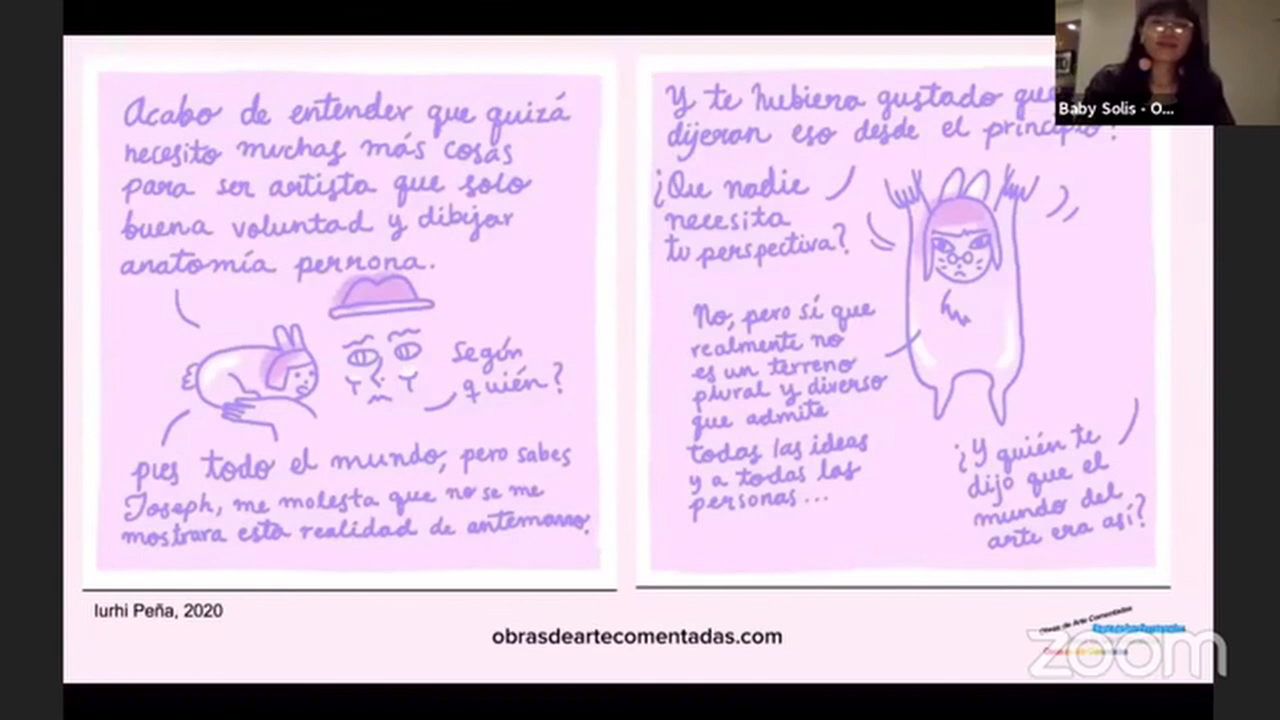 Acabo de entender que quizá
necesito muchas más cosas
para ser artista que solo
buena voluntad y dibujar
anatomía perrona.
Según
quién?
pues todo el mundo, pero sabes
Joseph, me molesta que no se me
mostrara esta realidad de antemano.
Y te hubiera gustado que
dijeran eso desde el principio?
¿Que nadie
necesita
tu perspectiva?
No, pero sí que
realmente no
es un terreno
plural y diverso
que admite
todas las ideas
y a todas las
personas...
¿Y quién te
dijo que el
mundo del
arte era así?
Iurhi Peña, 2020
obrasdeartecomentadas.com
Baby Solis - O...
Obras de Arte Comentadas
zoom